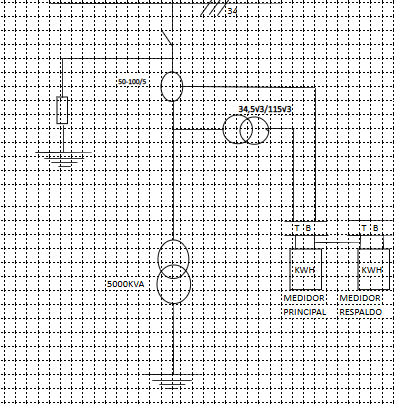 34
50-100/5
34,5√3/115√3
T B
T B
KWH
KWH
5000KVA
MEDIDOR
PRINCIPAL
MEDIDOR
RESPALDO